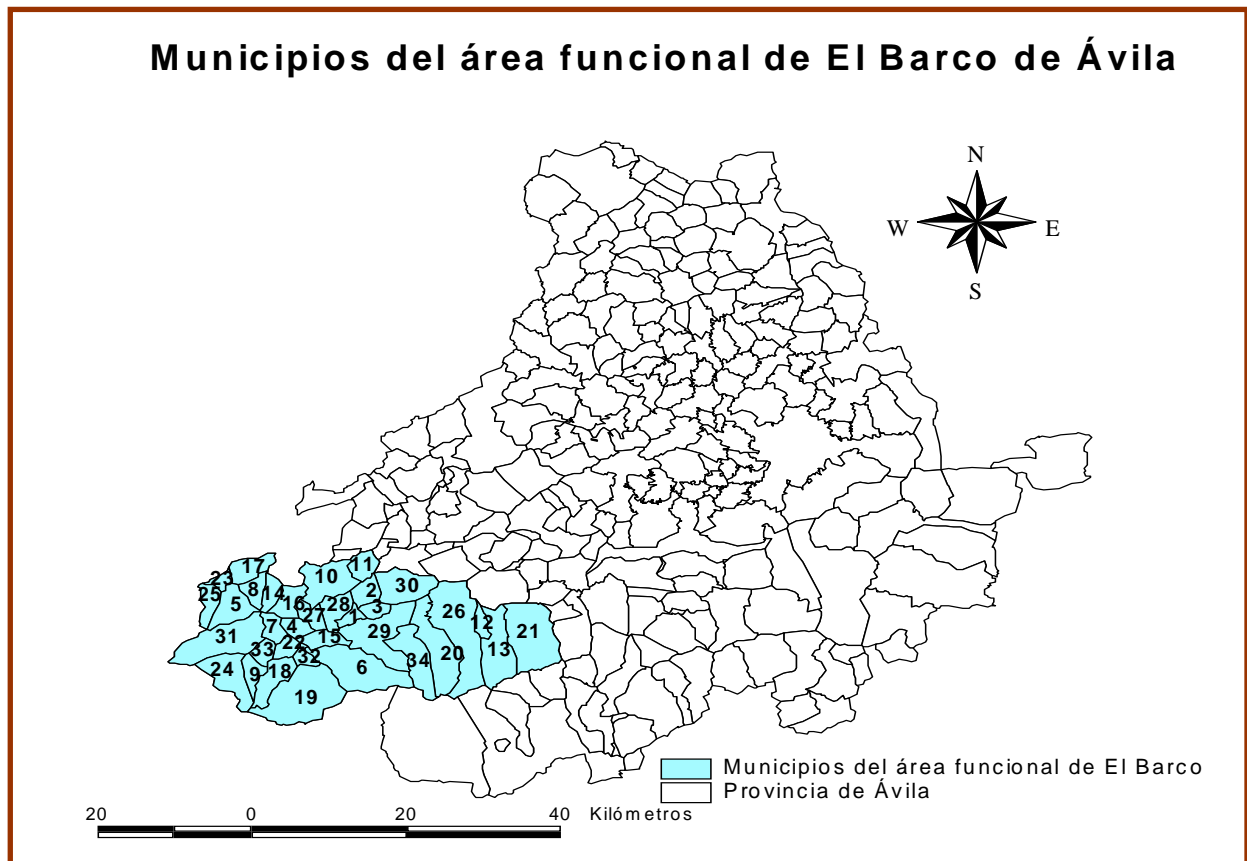 Municipios del área funcional de El Barco de Ávila
N
W E
S
17
11
23 10
25 8 14 2 30
5 16 28 3 26 12
27 1
31 7 4 29 21
22 15
33 13
24 32 6 34 20
9 18
19
Municipios del área funcional de El Barco
Provincia de Ávila
20 0 20 40 Kilómetros